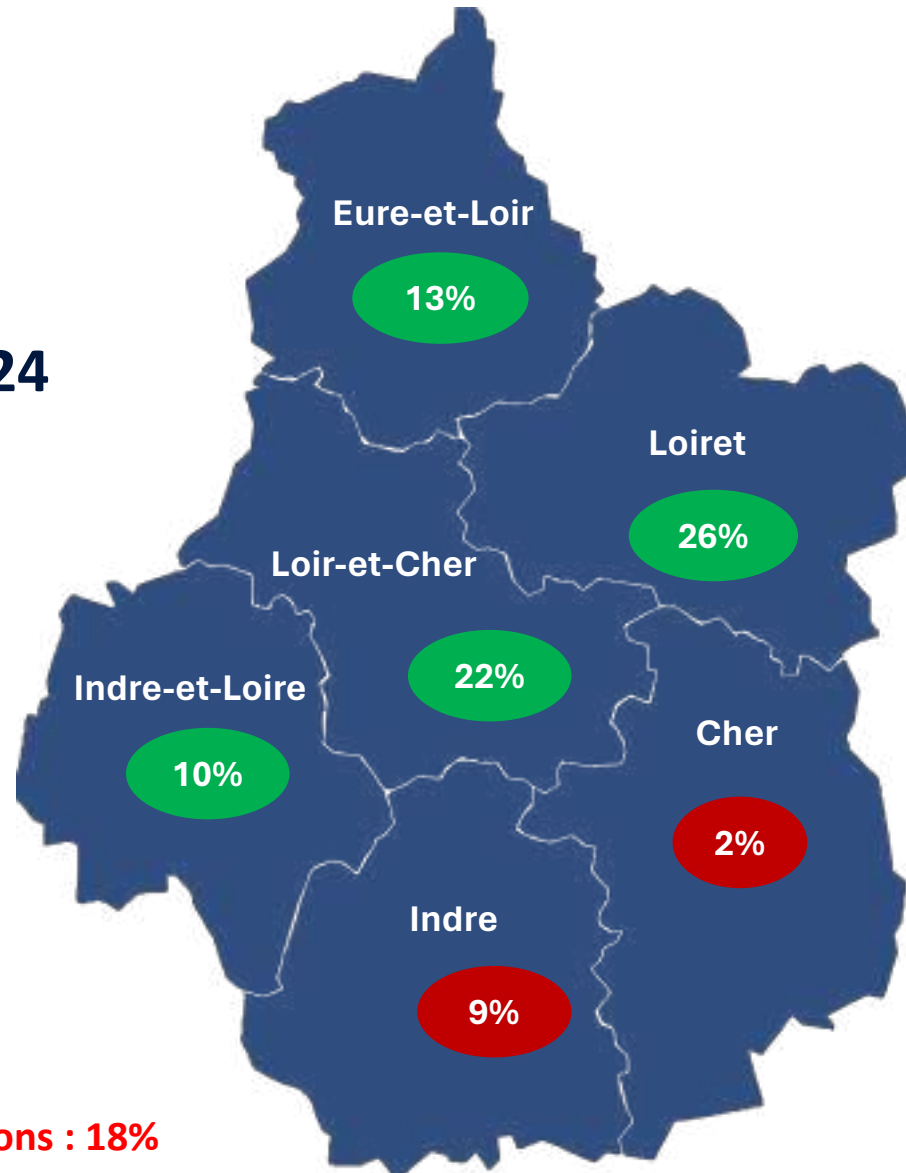 Eure-et-Loir
13%
24
Loiret
26%
Loir-et-Cher
22%
Indre-et-Loire
10%
Cher
2%
Indre
9%
ons : 18%